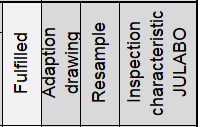 Fulfilled
Adaption
drawing
Resample
Inspection
characteristic
JULABO